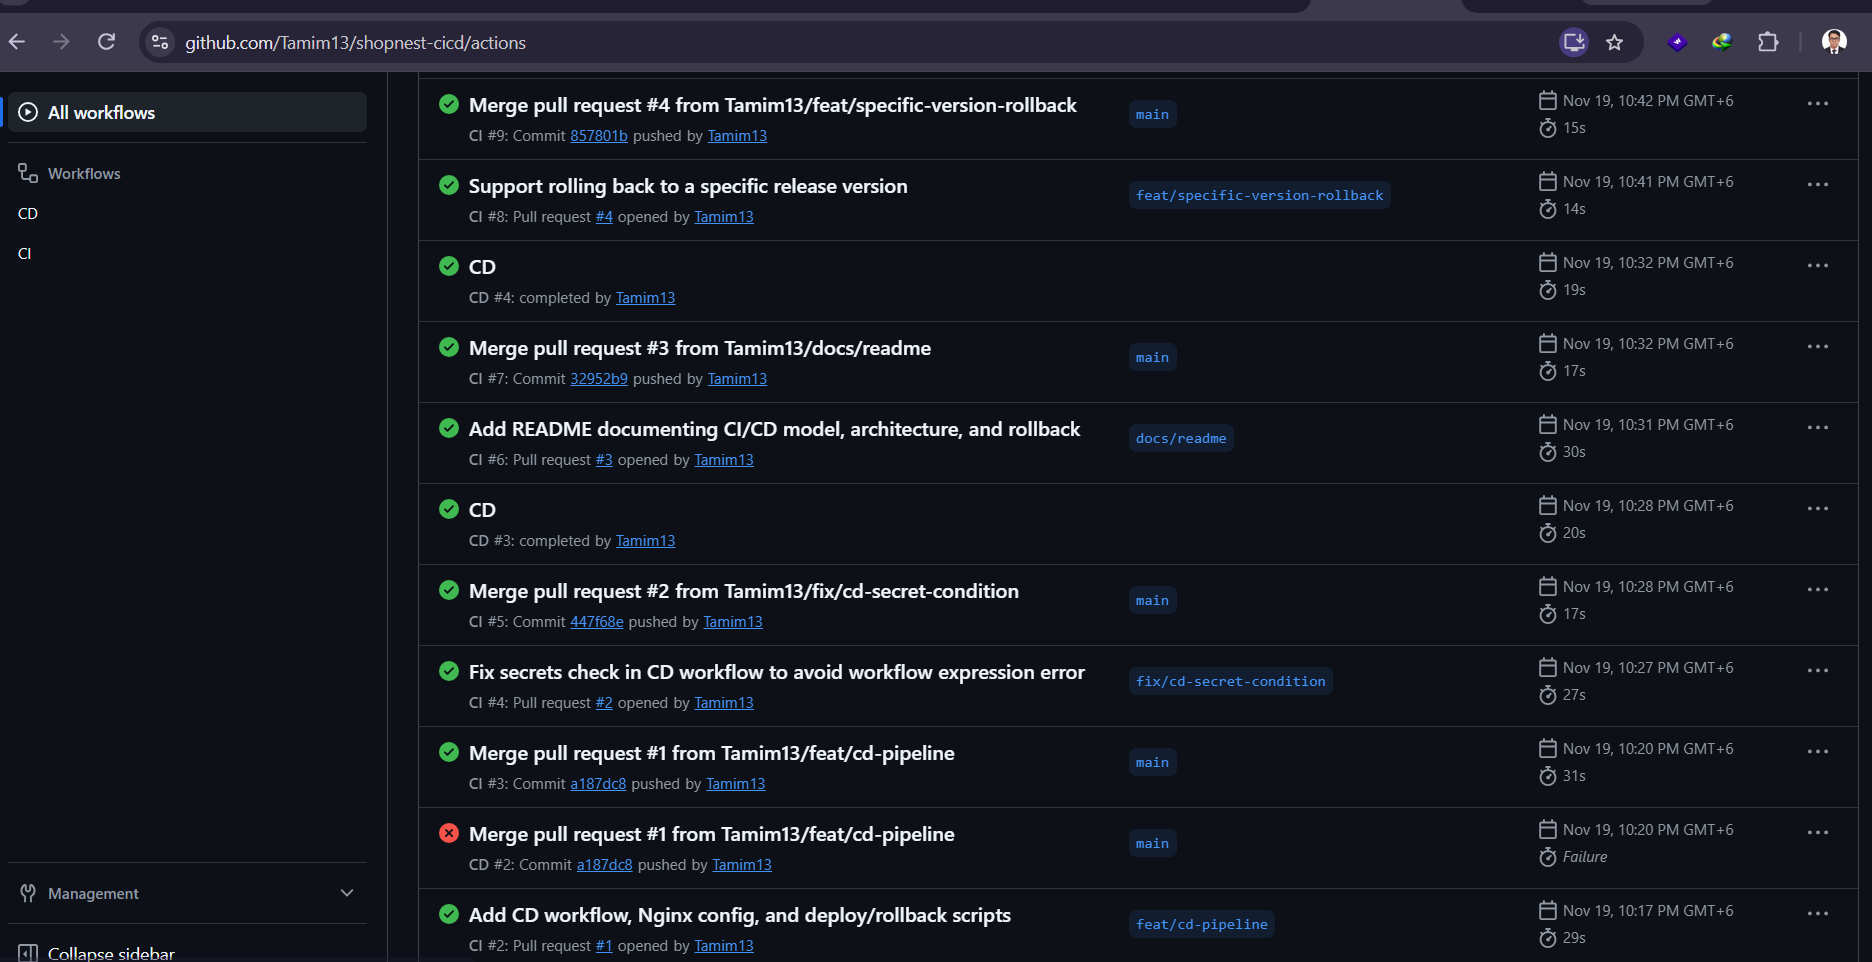 github.com/Tamim13/shopnest-cicd/actions
All workflows
Workflows
CD
CI
Management
Collapse sidebar
Merge pull request #4 from Tamim13/feat/specific-version-rollback
CI #9: Commit 857801b pushed by Tamim13
main
Nov 19, 10:42 PM GMT+6
15s
Support rolling back to a specific release version
CI #8: Pull request #4 opened by Tamim13
feat/specific-version-rollback
Nov 19, 10:41 PM GMT+6
14s
CD
CD #4: completed by Tamim13
Nov 19, 10:32 PM GMT+6
19s
Merge pull request #3 from Tamim13/docs/readme
CI #7: Commit 32952b9 pushed by Tamim13
main
Nov 19, 10:32 PM GMT+6
17s
Add README documenting CI/CD model, architecture, and rollback
CI #6: Pull request #3 opened by Tamim13
docs/readme
Nov 19, 10:31 PM GMT+6
30s
CD
CD #3: completed by Tamim13
Nov 19, 10:28 PM GMT+6
20s
Merge pull request #2 from Tamim13/fix/cd-secret-condition
CI #5: Commit 447f68e pushed by Tamim13
main
Nov 19, 10:28 PM GMT+6
17s
Fix secrets check in CD workflow to avoid workflow expression error
CI #4: Pull request #2 opened by Tamim13
fix/cd-secret-condition
Nov 19, 10:27 PM GMT+6
27s
Merge pull request #1 from Tamim13/feat/cd-pipeline
CI #3: Commit a187dc8 pushed by Tamim13
main
Nov 19, 10:20 PM GMT+6
31s
Merge pull request #1 from Tamim13/feat/cd-pipeline
CD #2: Commit a187dc8 pushed by Tamim13
main
Nov 19, 10:20 PM GMT+6
Failure
Add CD workflow, Nginx config, and deploy/rollback scripts
CI #2: Pull request #1 opened by Tamim13
feat/cd-pipeline
Nov 19, 10:17 PM GMT+6
29s